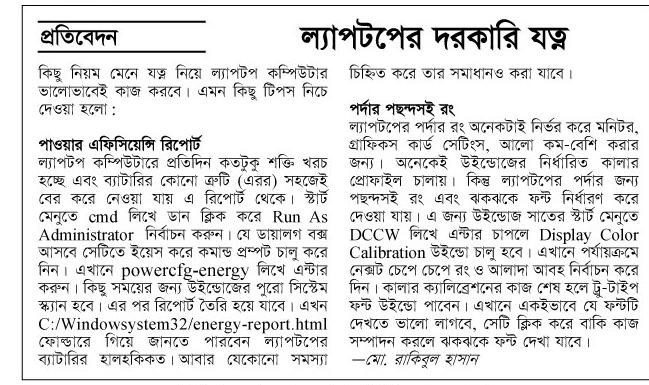 প্রতিবেদন
ল্যাপটপের দরকারি যত্ন
কিছু নিয়ম মেনে যত্ন নিয়ে ল্যাপটপ কম্পিউটার
ভালোভাবেই কাজ করবে। এমন কিছু টিপস নিচে
দেওয়া হলো :
পাওয়ার এফিসিয়েন্সি রিপোর্ট
ল্যাপটপ কম্পিউটারে প্রতিদিন কতটুকু শক্তি খরচ
হচ্ছে এবং ব্যাটারির কোনো ত্রুটি (এরর) সহজেই
বের করে নেওয়া যায় এ রিপোর্ট থেকে। স্টার্ট
মেনুতে cmd লিখে ডান ক্লিক করে Run As
Administrator নির্বাচন করুন। যে ডায়ালগ বক্স
আসবে সেটিতে ইয়েস করে কমান্ড প্রম্পট চালু করে
নিন। এখানে powercfg-energy লিখে এন্টার
করুন। কিছু সময়ের জন্য উইন্ডোজের পুরো সিস্টেম
স্ক্যান হবে। এর পর রিপোর্ট তৈরি হয়ে যাবে। এখন
C:/Windowsystem32/energy-report.html
ফোল্ডারে গিয়ে জানতে পারবেন ল্যাপটপের
ব্যাটারির হালহকিকত। আবার যেকোনো সমস্যা
চিহ্নিত করে তার সমাধানও করা যাবে।
পর্দার পছন্দসই রং
ল্যাপটপের পর্দার রং অনেকটাই নির্ভর করে মনিটর,
গ্রাফিকস কার্ড সেটিংস, আলো কম-বেশি করার
জন্য। অনেকেই উইন্ডোজের নির্ধারিত কালার
প্রোফাইল চালায়। কিন্তু ল্যাপটপের পর্দার জন্য
পছন্দসই রং এবং ঝকঝকে ফন্ট নির্ধারণ করে
দেওয়া যায়। এ জন্য উইন্ডোজ সাতের স্টার্ট মেনুতে
DCCW লিখে এন্টার চাপলে Display Color
Calibration উইন্ডো চালু হবে। এখানে পর্যায়ক্রমে
নেক্সট চেপে চেপে রং ও আলাদা আবহ নির্বাচন করে
দিন। কালার ক্যালিব্রেশনের কাজ শেষ হলে ট্রু-টাইপ
ফন্ট উইন্ডো পাবেন। এখানে একইভাবে যে ফন্টটি
দেখতে ভালো লাগবে, সেটি ক্লিক করে বাকি কাজ
সম্পাদন করলে ঝকঝকে ফন্ট দেখা যাবে।
—মো. রাকিবুল হাসান